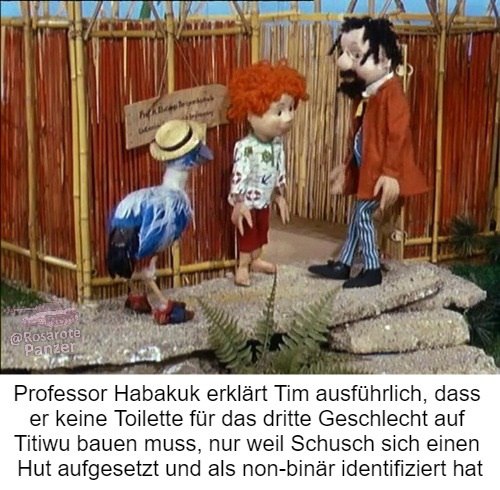 @Rosarote
Panzer
Professor Habakuk erklärt Tim ausführlich, dass
er keine Toilette für das dritte Geschlecht auf
Titiwu bauen muss, nur weil Schusch sich einen
Hut aufgesetzt und als non-binär identifiziert hat